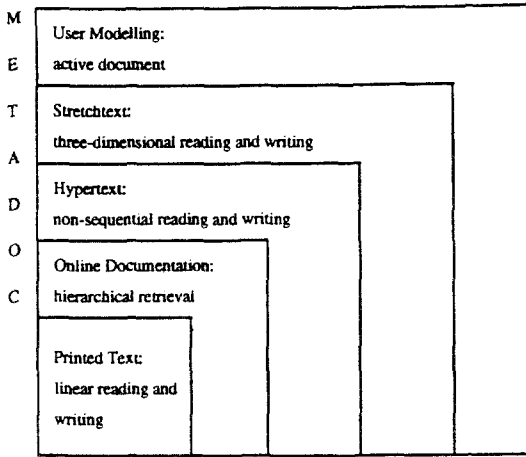 METADOC
User Modelling:
active document
Stretchtext:
three-dimensional reading and writing
Hypertext:
non-sequential reading and writing
Online Documentation:
hierarchical retrieval
Printed Text:
linear reading and
writing